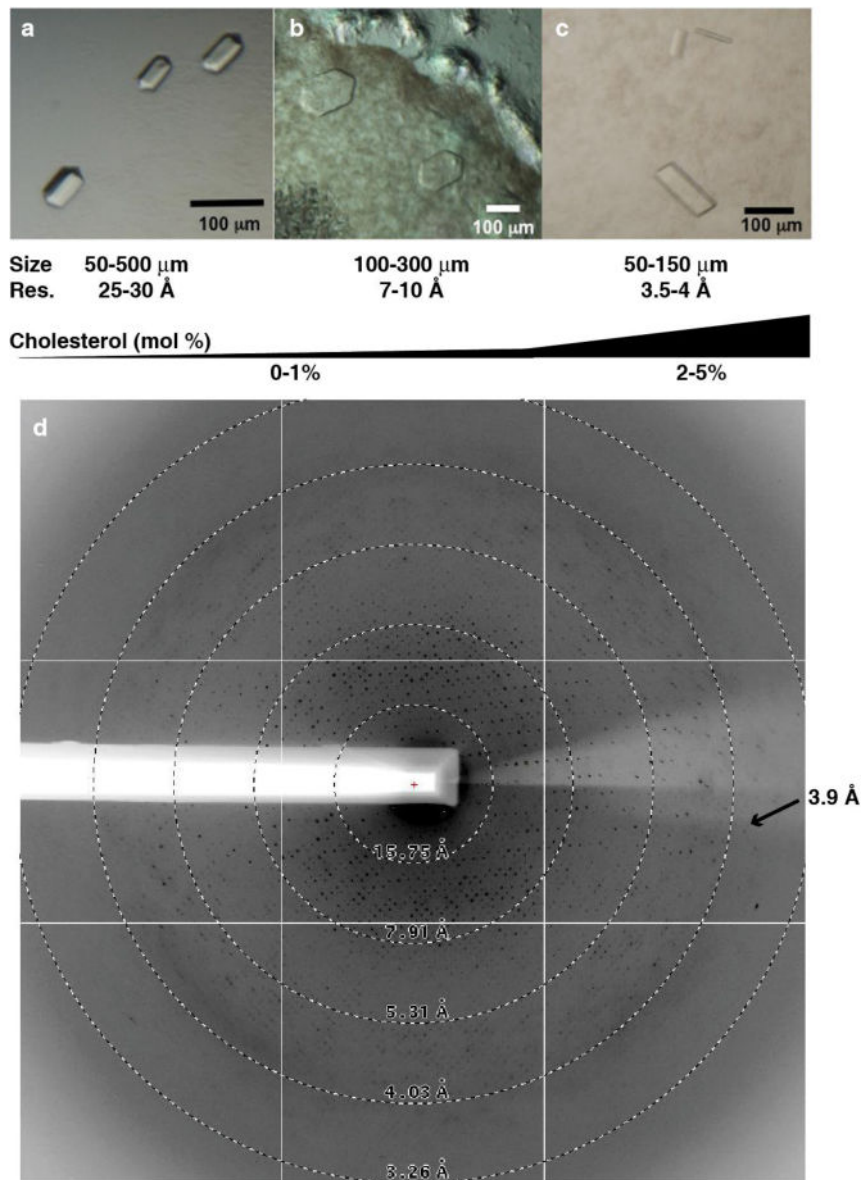 a
b
c
100 μm
100 μm
100 μm
Size 50-500 μm 100-300 μm 50-150 μm
Res. 25-30 Å 7-10 Å 3.5-4 Å
Cholesterol (mol %)
0-1% 2-5%
d
3.9 Å
15.75 Å
7.91 Å
5.31 Å
4.03 Å
3.26 Å